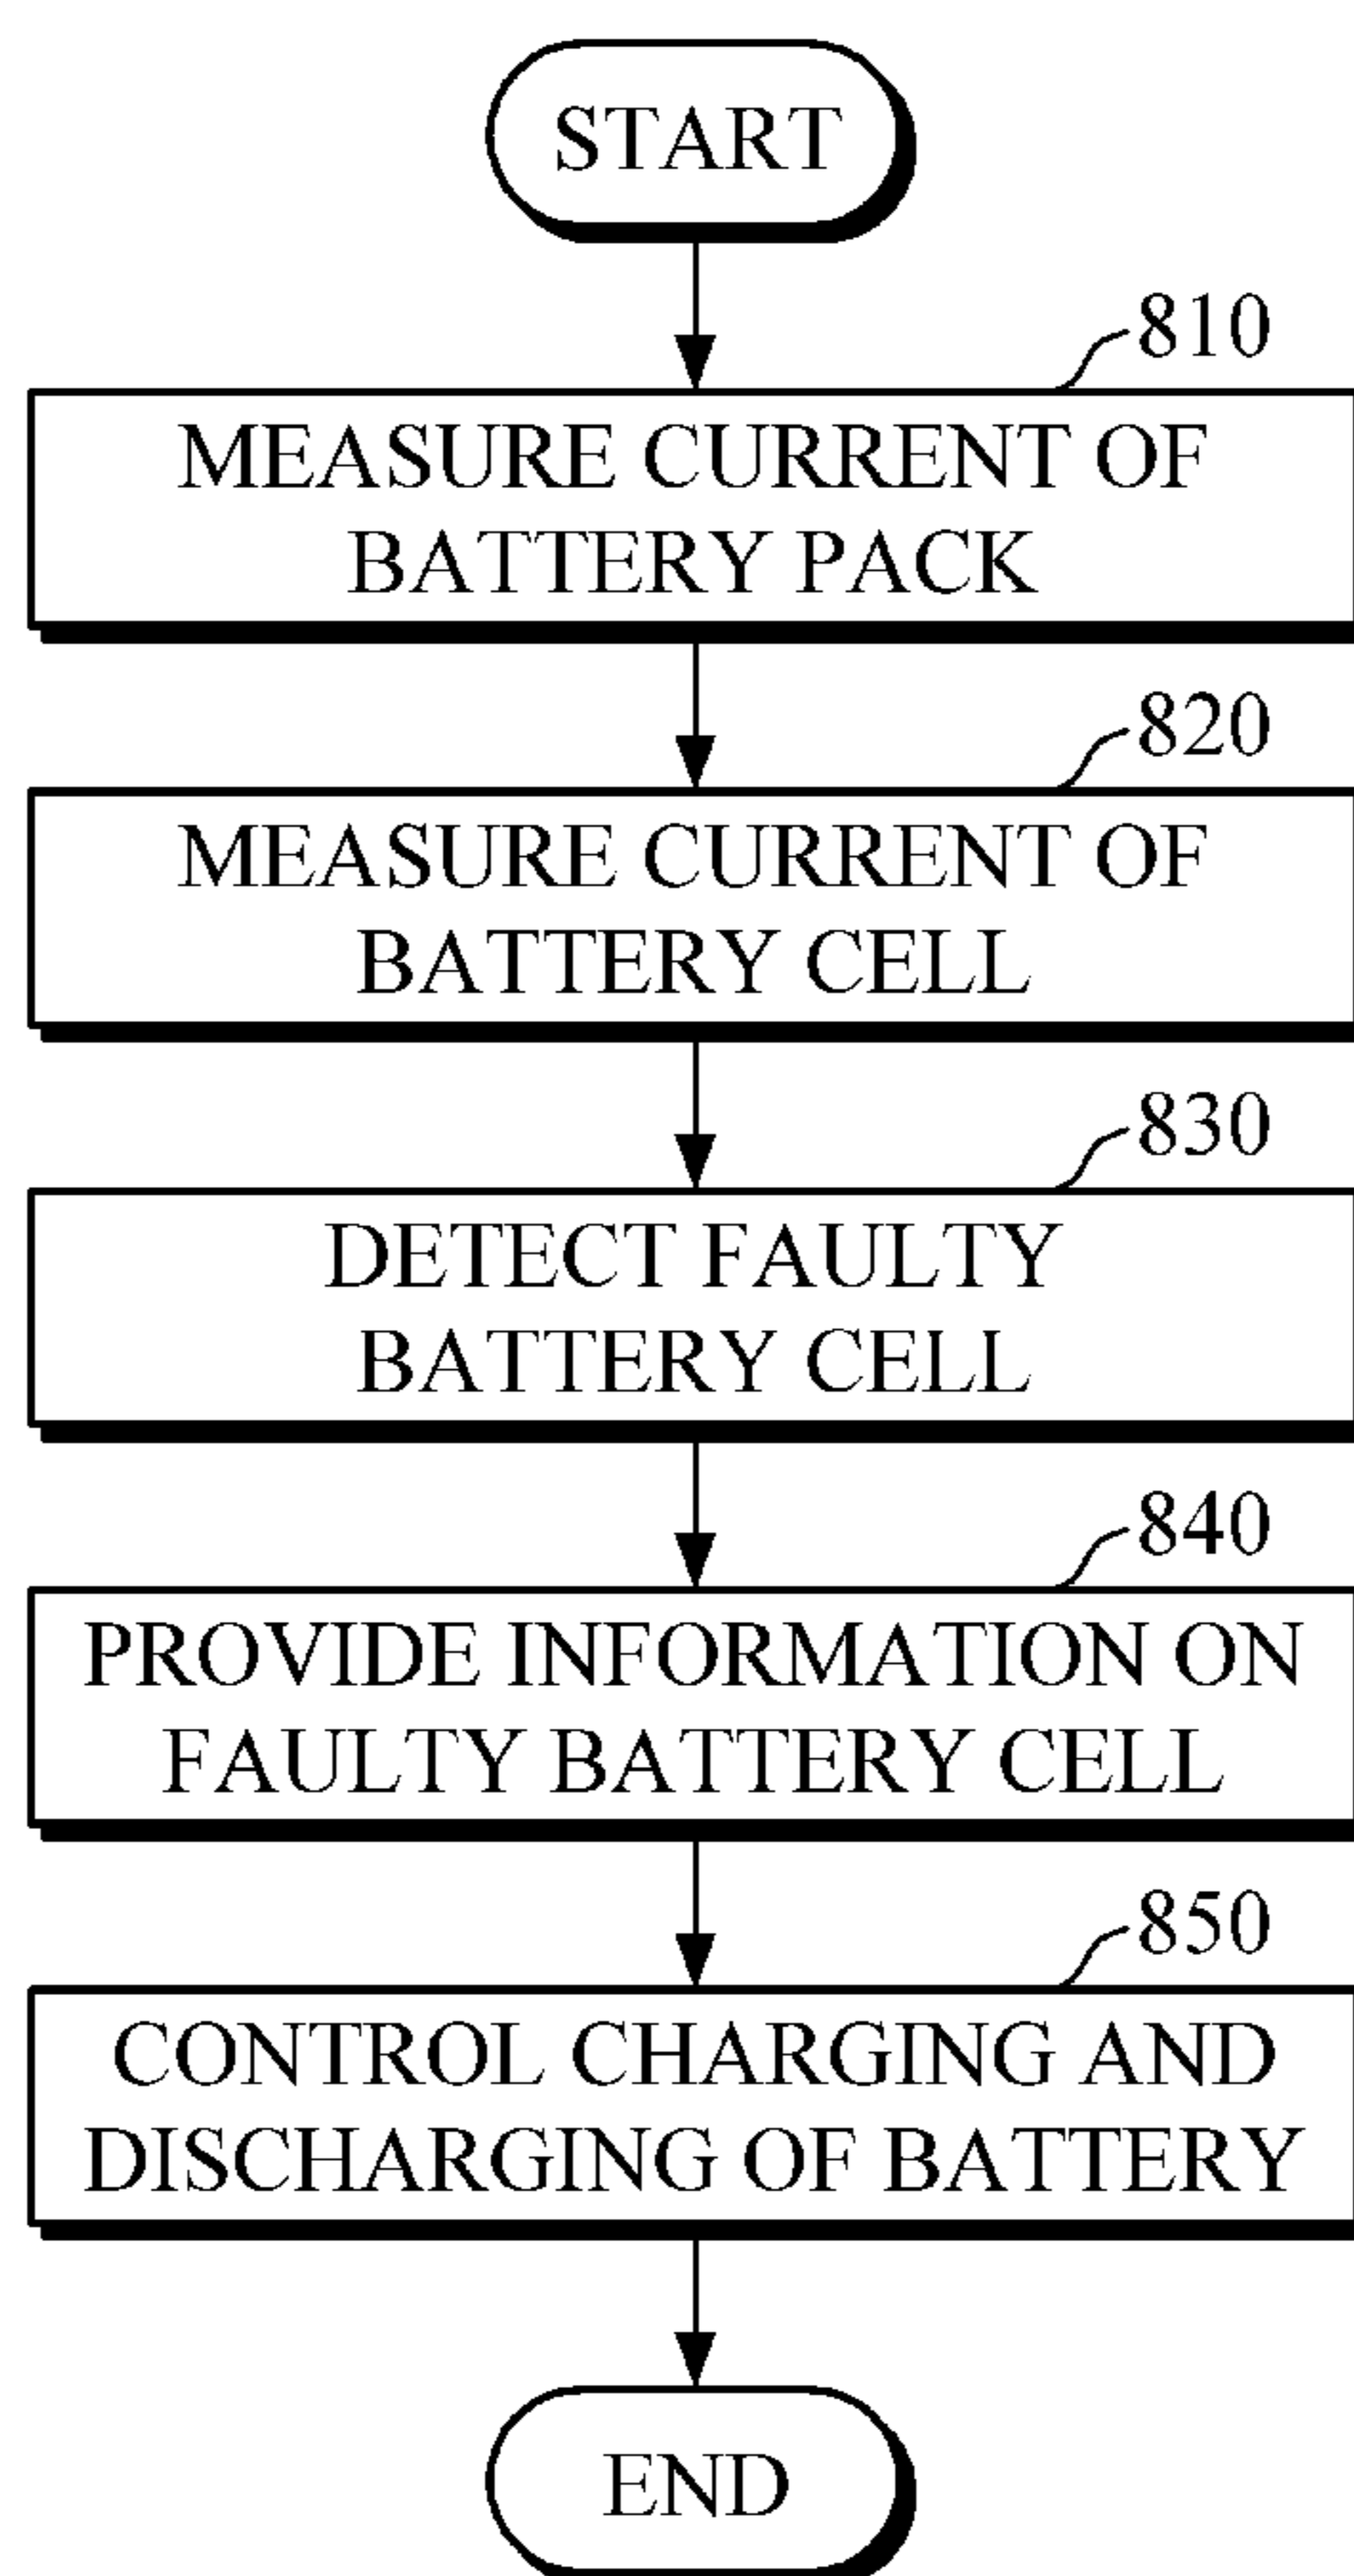 START
810
MEASURE CURRENT OF
BATTERY PACK
820
MEASURE CURRENT OF
BATTERY CELL
830
DETECT FAULTY
BATTERY CELL
840
PROVIDE INFORMATION ON
FAULTY BATTERY CELL
850
CONTROL CHARGING AND
DISCHARGING OF BATTERY
END